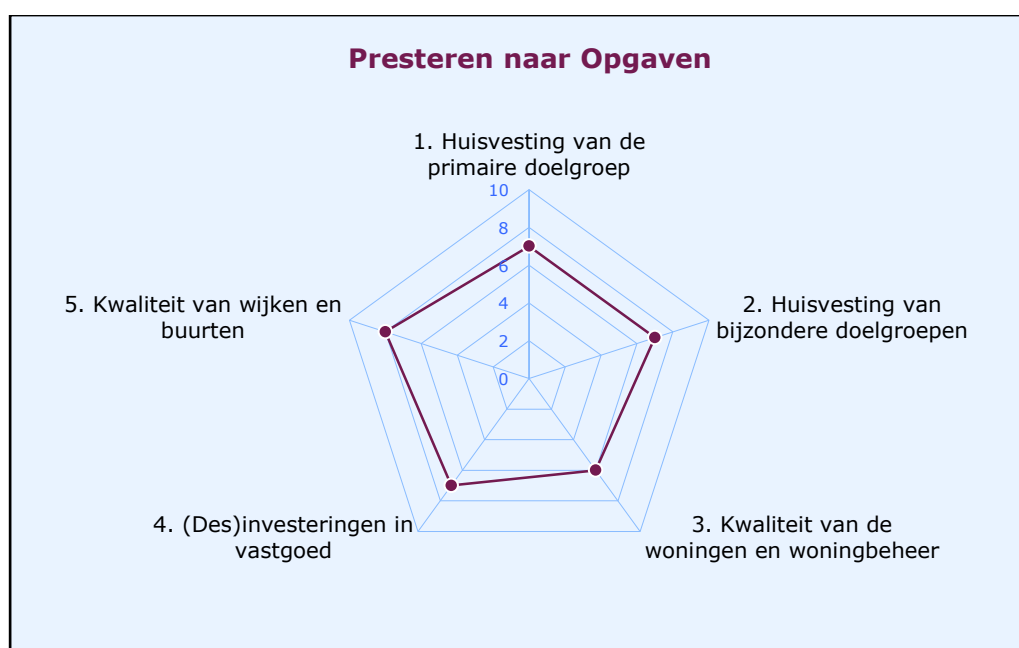 Presteren naar Opgaven
1. Huisvesting van de
primaire doelgroep
10
8
6
4
2
0
2. Huisvesting van
bijzondere doelgroepen
3. Kwaliteit van de
woningen en woningbeheer
4. (Des)investeringen in
vastgoed
5. Kwaliteit van wijken en
buurten